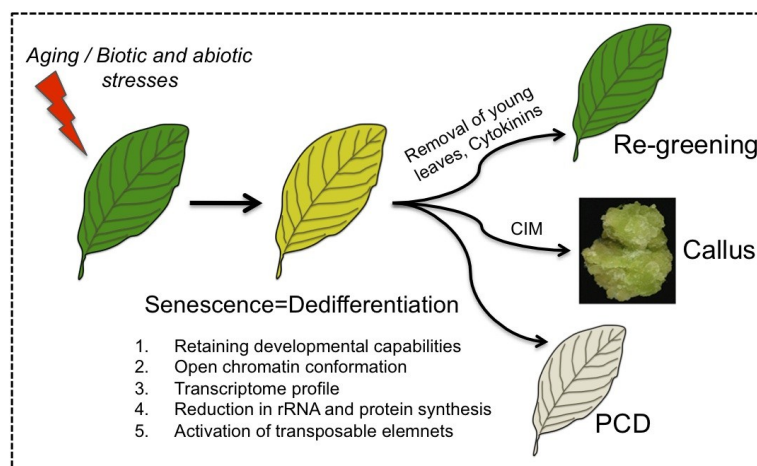 Aging / Biotic and abiotic
stresses
Removal of young
leaves, Cytokinins
Re-greening
CIM
Callus
Senescence=Dedifferentiation
1. Retaining developmental capabilities
2. Open chromatin conformation
3. Transcriptome profile
4. Reduction in rRNA and protein synthesis
5. Activation of transposable elemnets
PCD